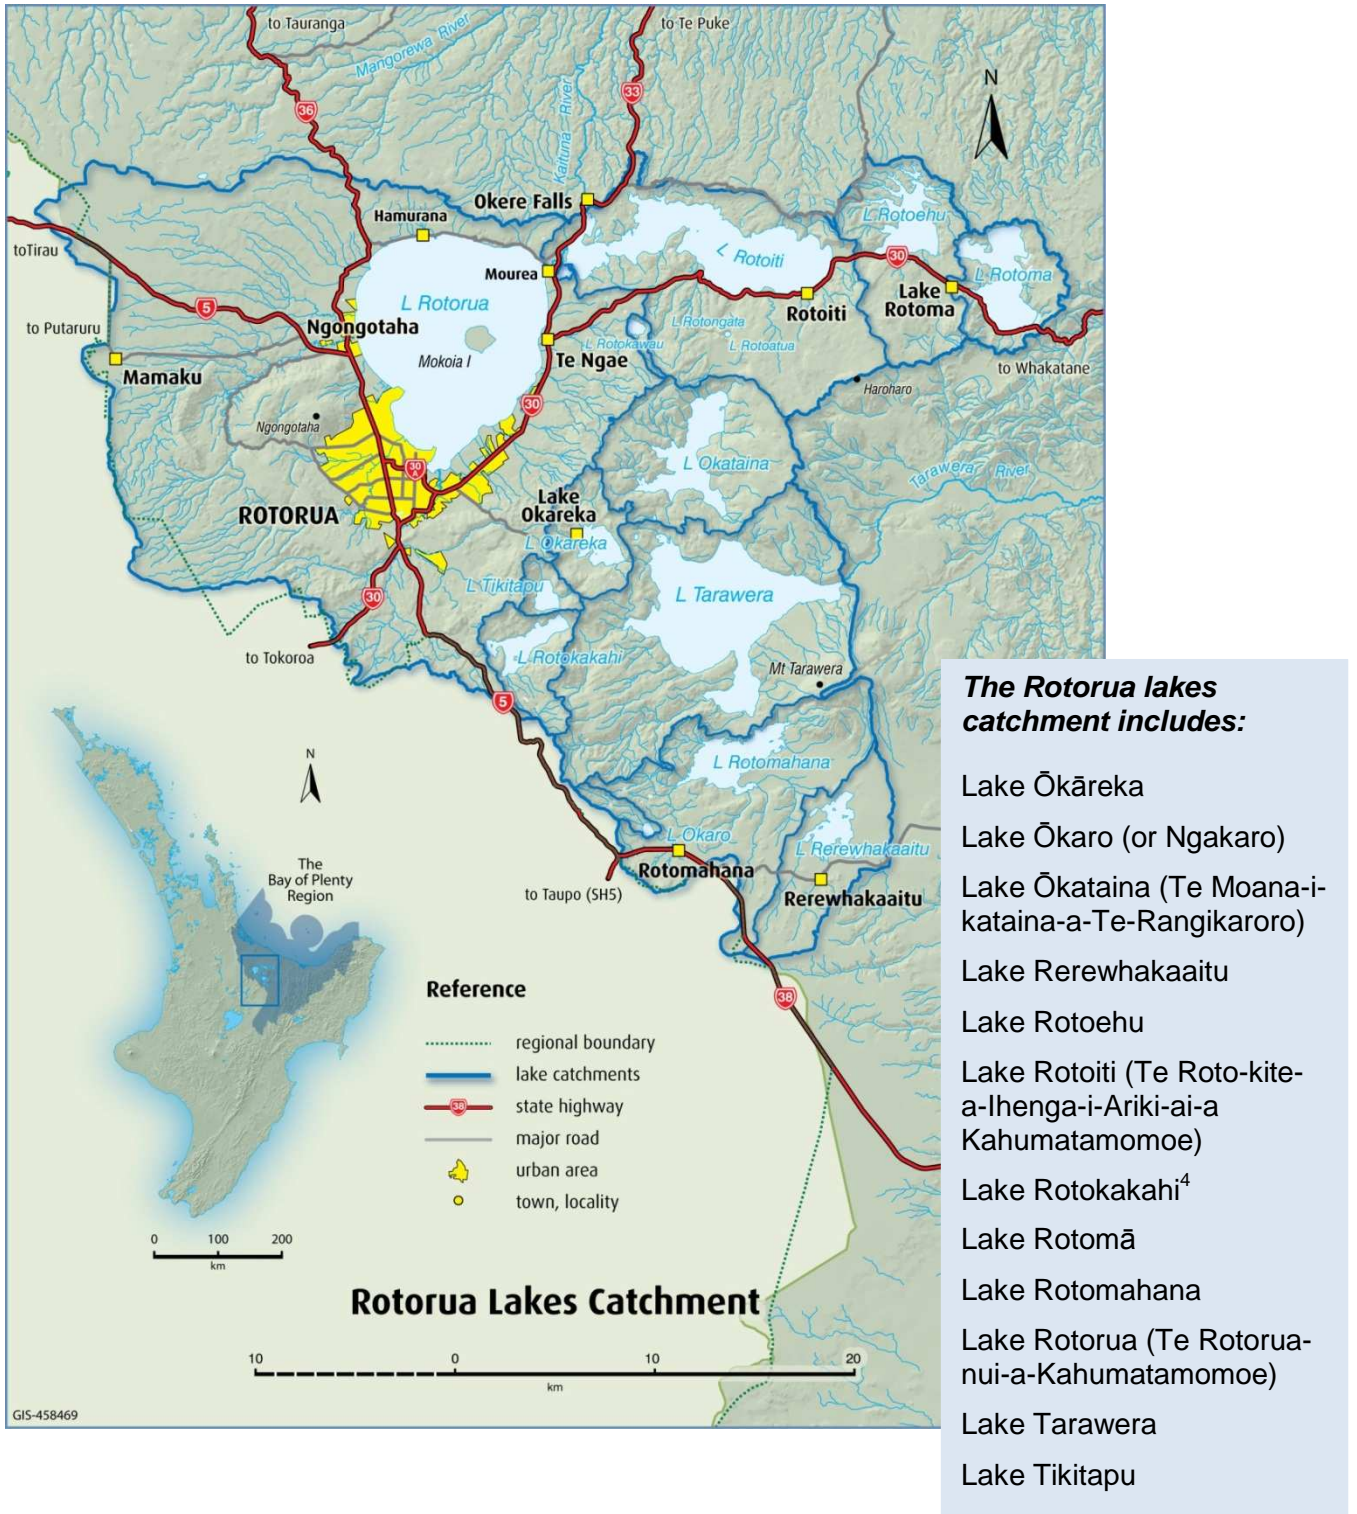 to Tauranga
to Te Puke
Mangorewa River
Kaituna River
36
33
N
Okere Falls
Hamurana
L Rotoehu
toTirau
Mourea
L Rotoiti
30
L Rotoma
L Rotorua
Lake
Rotoma
Rotoiti
5
to Putaruru
Ngongotaha
L Rotongata
L Rotokawau
L Rotoatua
Mokoia I
Te Ngae
to Whakatane
Mamaku
Haroharo
30
Ngongotaha
L Okataina
Tarawera River
30
A
ROTORUA
Lake
Okareka
L Okareka
L Tikitapu
L Tarawera
30
to Tokoroa
L Rotokakahi
Mt Tarawera
5
L Rotomahana
L Okaro
L Rerewhakaaitu
Rotomahana
to Taupo (SH5)
Rerewhakaaitu
38
N
The
Bay of Plenty
Region
0 100 200
km
Reference
regional boundary
lake catchments
38
state highway
major road
urban area
town, locality
Rotorua Lakes Catchment
10 0 10 20
km
GIS-458469
The Rotorua lakes
catchment includes:
Lake Ōkāreka
Lake Ōkaro (or Ngakaro)
Lake Ōkataina (Te Moana-i-
kataina-a-Te-Rangikaroro)
Lake Rerewhakaaitu
Lake Rotoehu
Lake Rotoiti (Te Roto-kite-
a-Ihenga-i-Ariki-ai-a
Kahumatamomoe)
Lake Rotokakahi⁴
Lake Rotomā
Lake Rotomahana
Lake Rotorua (Te Rotorua-
nui-a-Kahumatamomoe)
Lake Tarawera
Lake Tikitapu